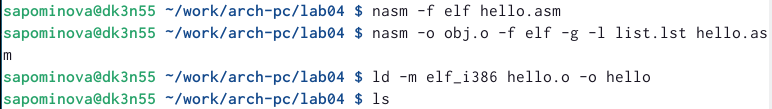 sapominova@dk3n55 ~/work/arch-pc/lab04 $ nasm -f elf hello.asm
sapominova@dk3n55 ~/work/arch-pc/lab04 $ nasm -o obj.o -f elf -g -l list.lst hello.as
m
sapominova@dk3n55 ~/work/arch-pc/lab04 $ ld -m elf_i386 hello.o -o hello
sapominova@dk3n55 ~/work/arch-pc/lab04 $ ls